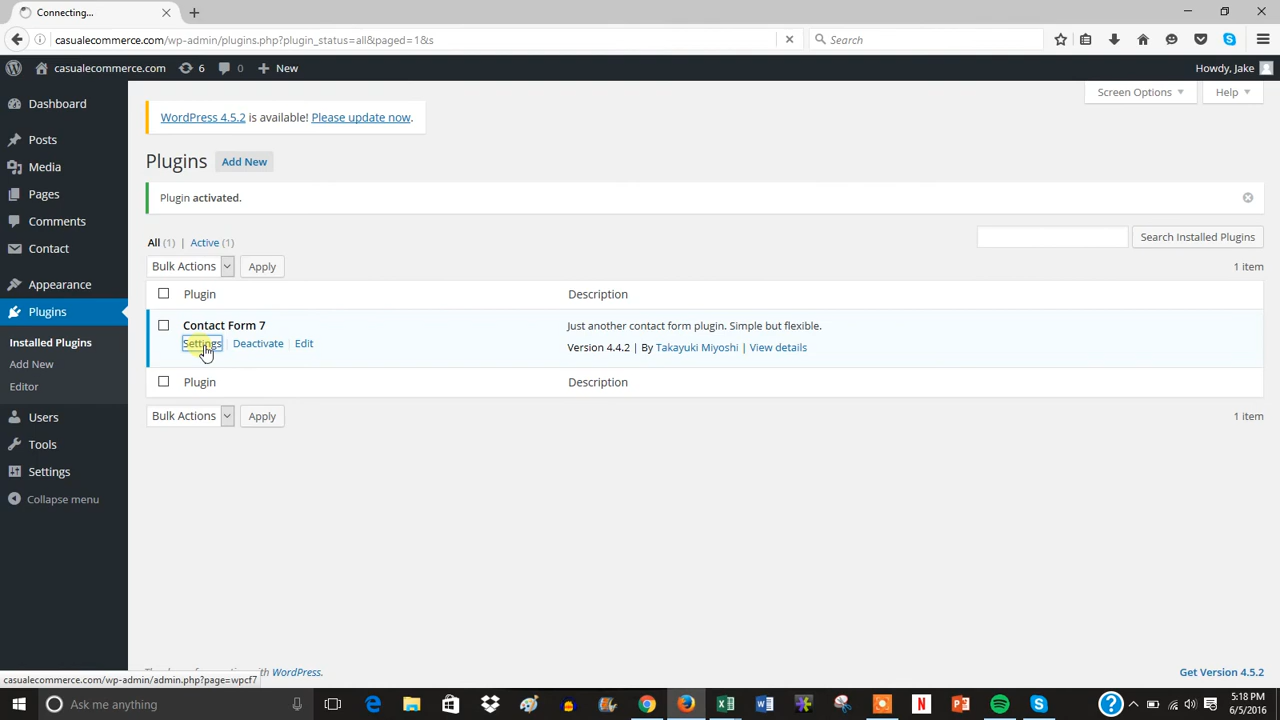 Connecting...
casualecommerce.com/wp-admin/plugins.php?plugin_status=all&paged=1&s
Search
casualecommerce.com
6
0
New
Howdy, Jake
Screen Options
Help
Dashboard
Posts
Media
Pages
Comments
Contact
Appearance
Plugins
Installed Plugins
Add New
Editor
Users
Tools
Settings
Collapse menu
WordPress 4.5.2 is available! Please update now.
Plugins
Add New
Plugin activated.
All (1) | Active (1)
Search Installed Plugins
Bulk Actions
Apply
1 item
Plugin
Description
Contact Form 7
Just another contact form plugin. Simple but flexible.
Settings | Deactivate | Edit
Version 4.4.2 | By Takayuki Miyoshi | View details
Plugin
Description
Bulk Actions
Apply
1 item
WordPress.
Get Version 4.5.2
casualecommerce.com/wp-admin/admin.php?page=wpcf7
Ask me anything
5:18 PM
6/5/2016